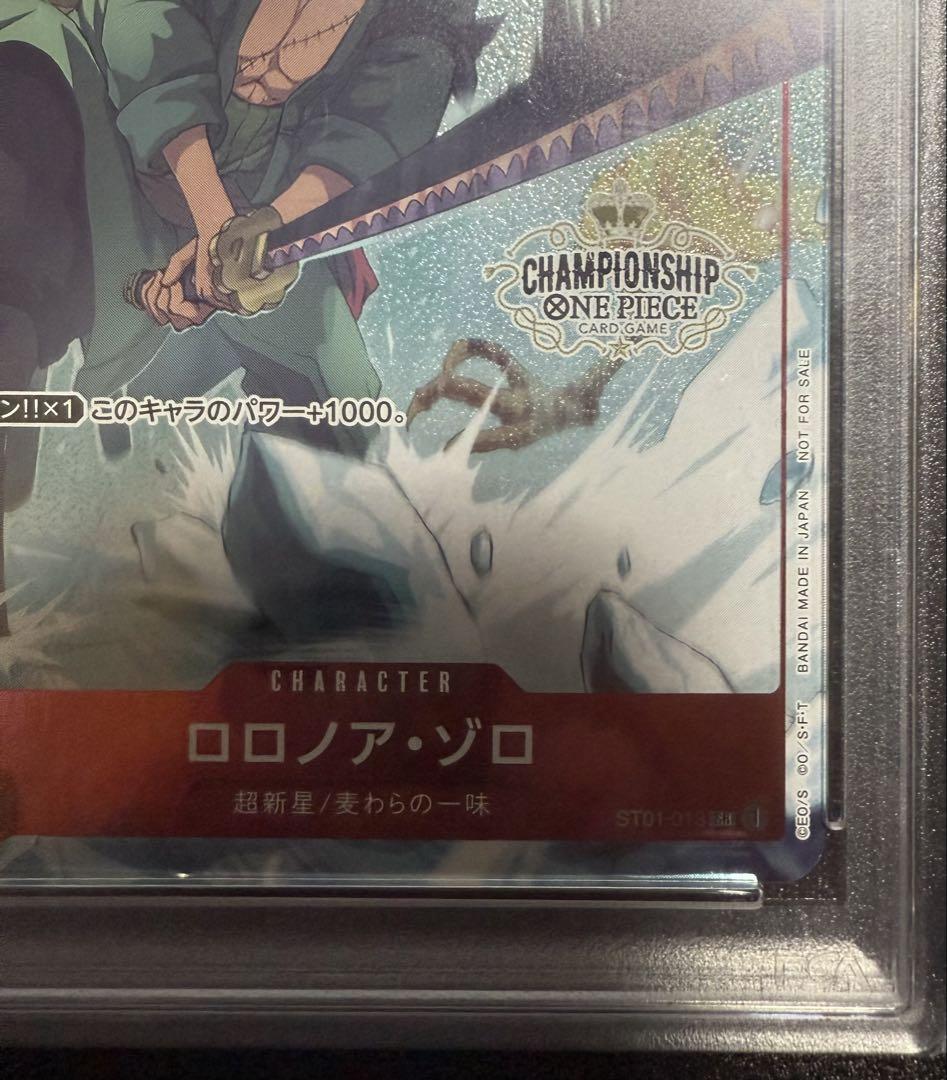 CHAMPIONSHIP
ONE PIECE
CARD GAME
ン!!×1 このキャラのパワー+1000。
CHARACTER
ロロノア・ゾロ
超新星/麦わらの一味
ST01-013
©EO/S ©O/S･F･T BANDAI MADE IN JAPAN NOT FOR SALE
PSA